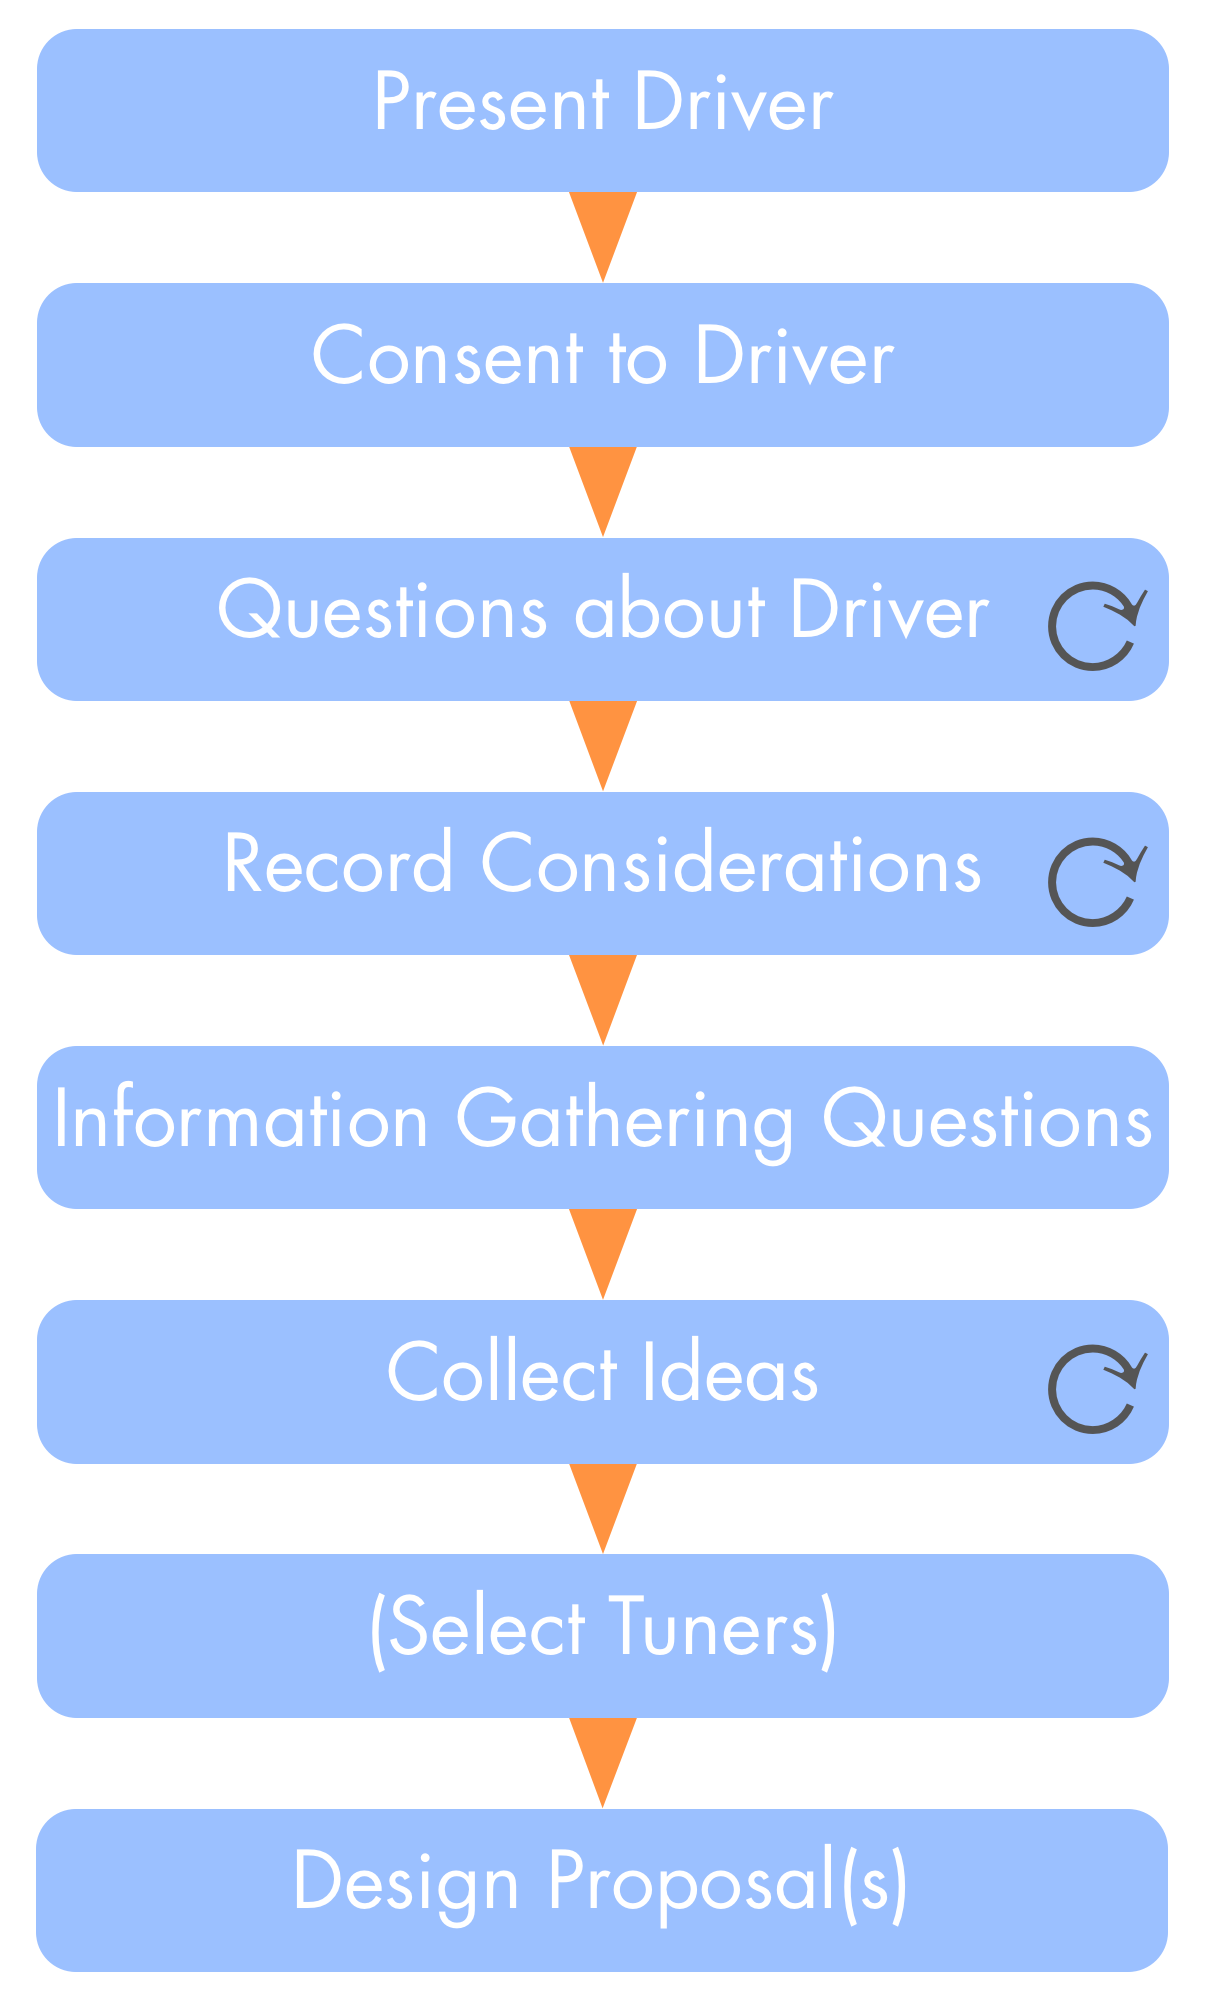 Present Driver
Consent to Driver
Questions about Driver
Record Considerations
Information Gathering Questions
Collect Ideas
(Select Tuners)
Design Proposal(s)